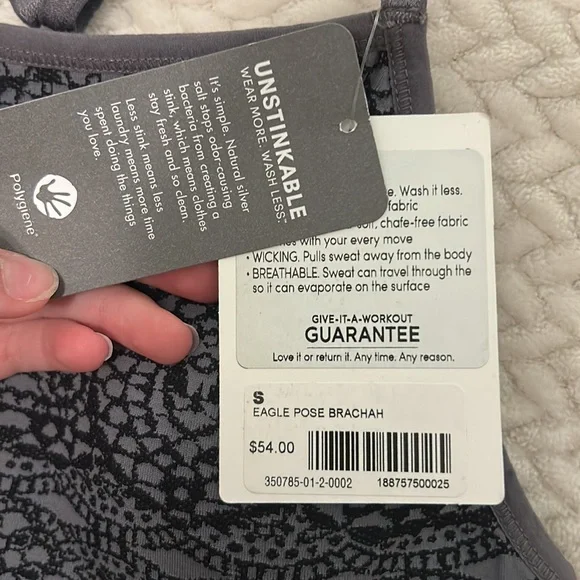 UNSTINKABLE
WEAR MORE. WASH LESS.™
It's simple. Natural silver
salt stops odor-causing
bacteria from creating a
stink, which means clothes
stay fresh and so clean.
Less stink means less
laundry means more time
spent doing the things
you love.
Polygiene®
e. Wash it less.
fabric
soft, chafe-free fabric
with your every move
• WICKING. Pulls sweat away from the body
• BREATHABLE. Sweat can travel through the
so it can evaporate on the surface
GIVE-IT-A-WORKOUT
GUARANTEE
Love it or return it. Any time. Any reason.
S
EAGLE POSE BRACHAH
$54.00
350785-01-2-0002 188757500025